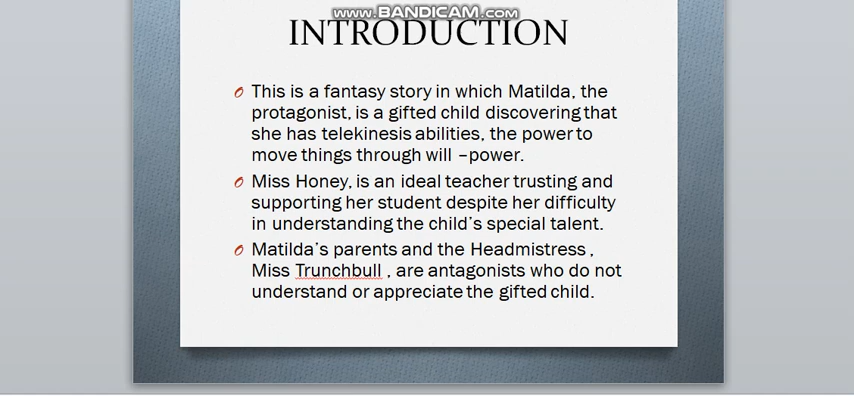 www.BANDICAM.com
INTRODUCTION
This is a fantasy story in which Matilda, the
protagonist, is a gifted child discovering that
she has telekinesis abilities, the power to
move things through will –power.
Miss Honey, is an ideal teacher trusting and
supporting her student despite her difficulty
in understanding the child’s special talent.
Matilda’s parents and the Headmistress ,
Miss Trunchbull , are antagonists who do not
understand or appreciate the gifted child.